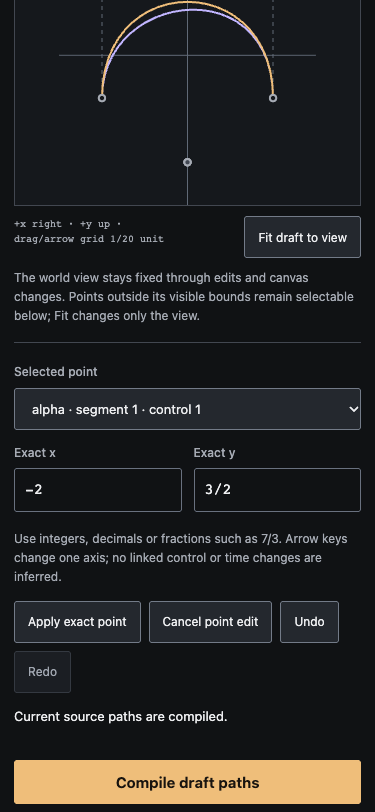 +x right · +y up ·
drag/arrow grid 1/20 unit
Fit draft to view
The world view stays fixed through edits and canvas
changes. Points outside its visible bounds remain selectable
below; Fit changes only the view.
Selected point
alpha · segment 1 · control 1
Exact x
Exact y
−2
3/2
Use integers, decimals or fractions such as 7/3. Arrow keys
change one axis; no linked control or time changes are
inferred.
Apply exact point
Cancel point edit
Undo
Redo
Current source paths are compiled.
Compile draft paths